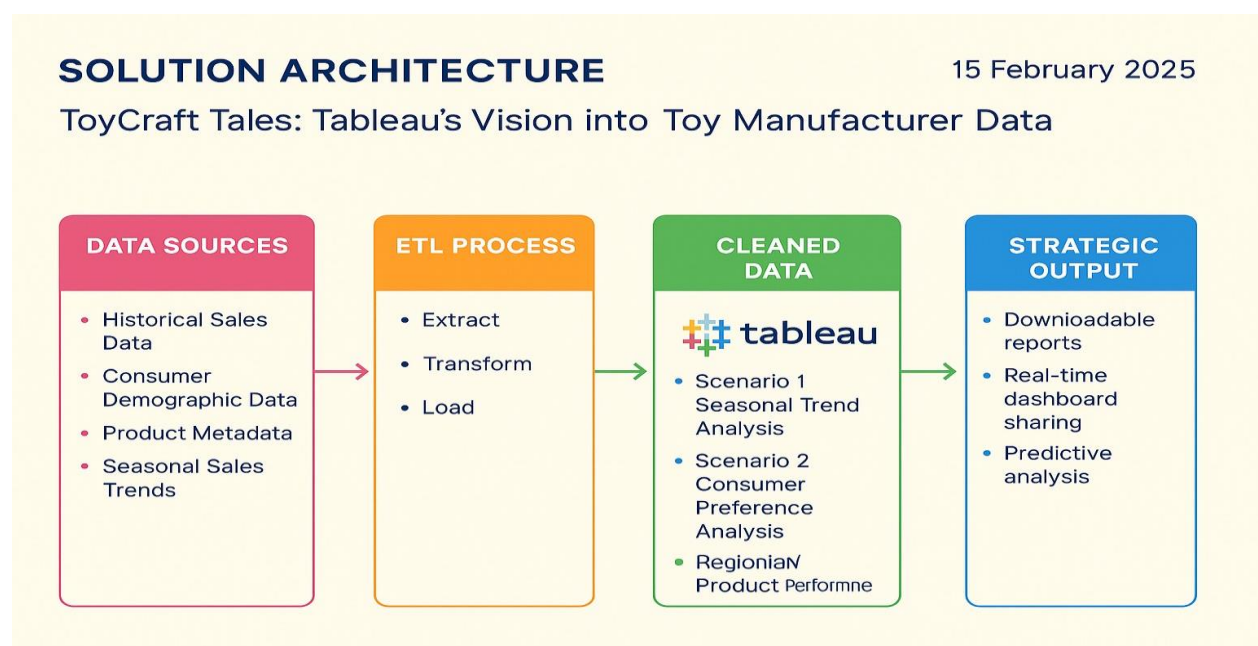 SOLUTION ARCHITECTURE
15 February 2025
ToyCraft Tales: Tableau's Vision into Toy Manufacturer Data
DATA SOURCES
• Historical Sales
Data
• Consumer
Demographic Data
• Product Metadata
• Seasonal Sales
Trends
ETL PROCESS
• Extract
• Transform
• Load
CLEANED
DATA
tableau
• Scenario 1
Seasonal Trend
Analysis
• Scenario 2
Consumer
Preference
Analysis
•
Product Performne
STRATEGIC
OUTPUT
• Downioadable
reports
• Real-time
dashboard
sharing
• Predictive
analysis